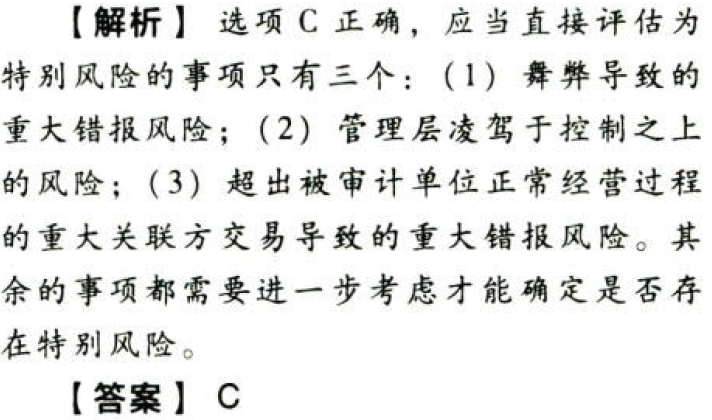 【解析】 选项 C 正确，应当直接评估为
特别风险的事项只有三个：（1）舞弊导致的
重大错报风险；（2）管理层凌驾于控制之上
的风险；（3）超出被审计单位正常经营过程
的重大关联方交易导致的重大错报风险。其
余的事项都需要进一步考虑才能确定是否存
在特别风险。
【答案】 C